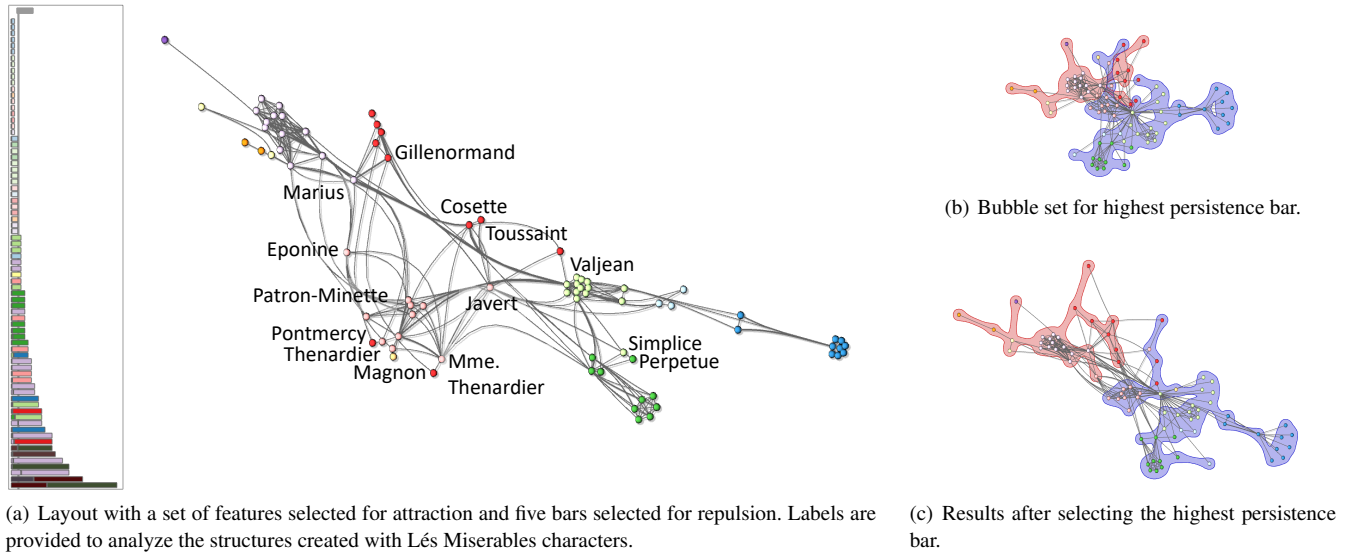 Gillenormand
Marius
Cosette
Toussaint
Eponine
Valjean
Patron-Minette
Javert
Pontmercy
Simplice
Thenardier
Perpetue
Magnon
Mme.
Thenardier
(a) Layout with a set of features selected for attraction and five bars selected for repulsion. Labels are
provided to analyze the structures created with Lés Miserables characters.
(b) Bubble set for highest persistence bar.
(c) Results after selecting the highest persistence
bar.